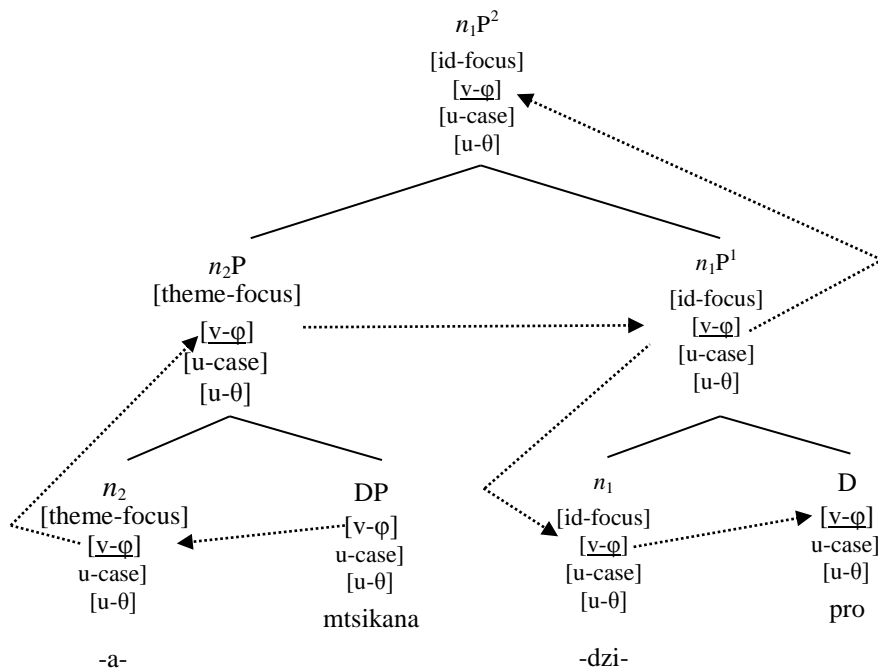 n₁P²
[id-focus]
[v-φ]
[u-case]
[u-θ]
n₂P
[theme-focus]
[v-φ]
[u-case]
[u-θ]
n₁P¹
[id-focus]
[v-φ]
[u-case]
[u-θ]
n₂
[theme-focus]
[v-φ]
u-case]
[u-θ]
-a-
DP
[v-φ]
u-case]
[u-θ]
mtsikana
n₁
[id-focus]
[v-φ]
[u-case]
[u-θ]
-dzi-
D
[v-φ]
u-case]
[u-θ]
pro